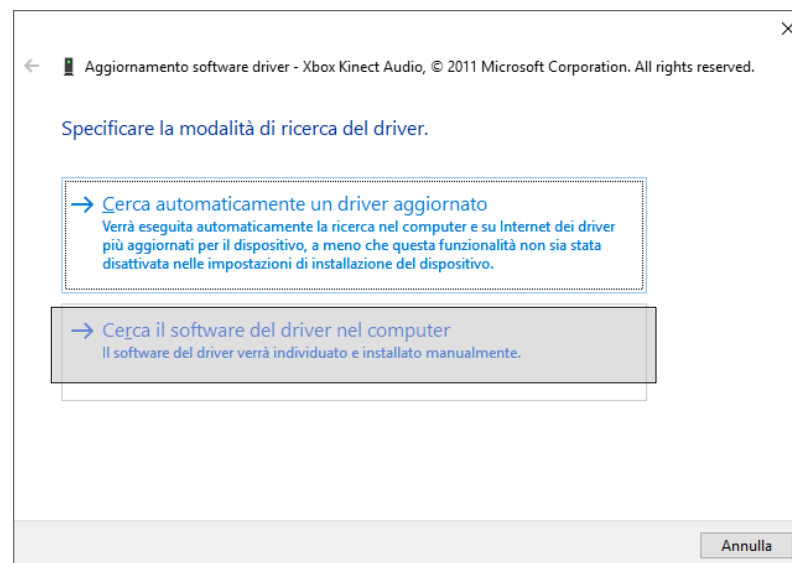 Aggiornamento software driver - Xbox Kinect Audio, © 2011 Microsoft Corporation. All rights reserved.
Specificare la modalità di ricerca del driver.
Cerca automaticamente un driver aggiornato
Verrà eseguita automaticamente la ricerca nel computer e su Internet dei driver
più aggiornati per il dispositivo, a meno che questa funzionalità non sia stata
disattivata nelle impostazioni di installazione del dispositivo.
Cerca il software del driver nel computer
Il software del driver verrà individuato e installato manualmente.
Annulla